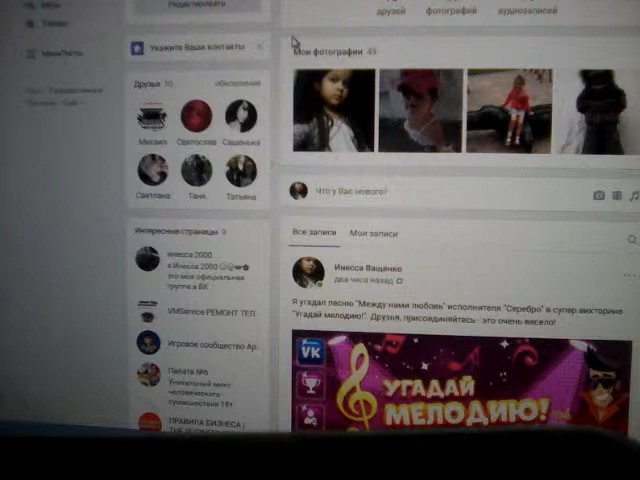 Редактировать
друзей фотографий аудиозаписей
Укажите Ваши контакты
Мои фотографии 49
Друзья 10 обновления
Михаил Святослав Сашенька
Светлана Таня Татьяна
Что у Вас нового?
Интересные страницы 9
инесса 2000
это моя официальная
группа в ВК
VMService РЕМОНТ ТЕЛ
Игровое сообщество Ар
Палата №6
Уникальный микс
человеческого
сумасшествия 18+
ПРАВИЛА БИЗНЕСА |
Все записи Мои записи
Инесса Ващенко
два часа назад
Я угадал песню "Между нами любовь" исполнителя "Серебро" в супер викторине
"Угадай мелодию!". Друзья, присоединяйтесь - это очень весело!
VK
УГАДАЙ
МЕЛОДИЮ!